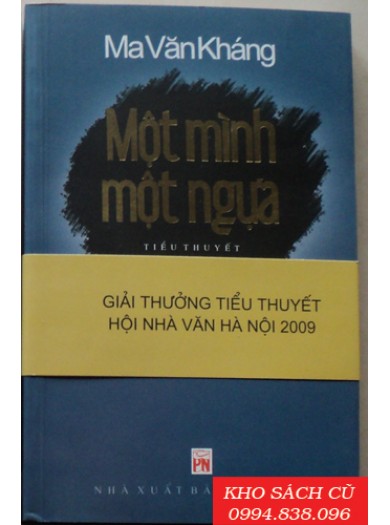 Ma Văn Kháng
Một mình
một ngựa
TIỂU THUYẾT
GIẢI THƯỞNG TIỂU THUYẾT
HỘI NHÀ VĂN HÀ NỘI 2009
PN
NHÀ XUẤT BẢ
KHO SÁCH CŨ
0994.838.096